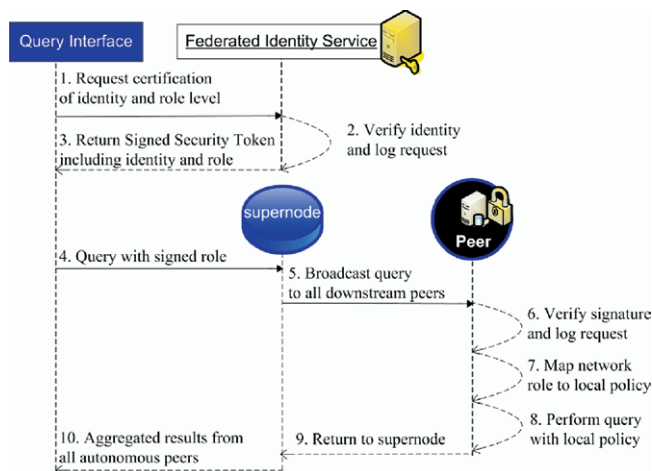 Query Interface
Federated Identity Service
1. Request certification
of identity and role level
2. Verify identity
and log request
3. Return Signed Security Token
including identity and role
supernode
Peer
4. Query with signed role
5. Broadcast query
to all downstream peers
6. Verify signature
and log request
7. Map network
role to local policy
8. Perform query
with local policy
9. Return to supernode
10. Aggregated results from
all autonomous peers